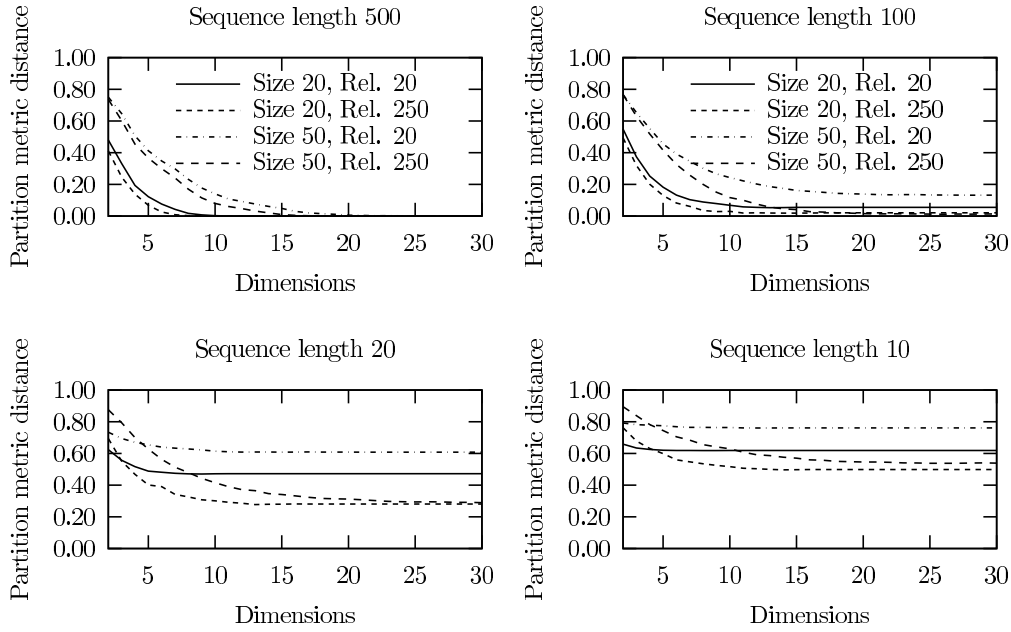 Sequence length 500
Partition metric distance
1.00
0.80
0.60
0.40
0.20
0.00
Size 20, Rel. 20
Size 20, Rel. 250
Size 50, Rel. 20
Size 50, Rel. 250
5 10 15 20 25 30
Dimensions
Sequence length 100
Partition metric distance
1.00
0.80
0.60
0.40
0.20
0.00
Size 20, Rel. 20
Size 20, Rel. 250
Size 50, Rel. 20
Size 50, Rel. 250
5 10 15 20 25 30
Dimensions
Sequence length 20
Partition metric distance
1.00
0.80
0.60
0.40
0.20
0.00
5 10 15 20 25 30
Dimensions
Sequence length 10
Partition metric distance
1.00
0.80
0.60
0.40
0.20
0.00
5 10 15 20 25 30
Dimensions